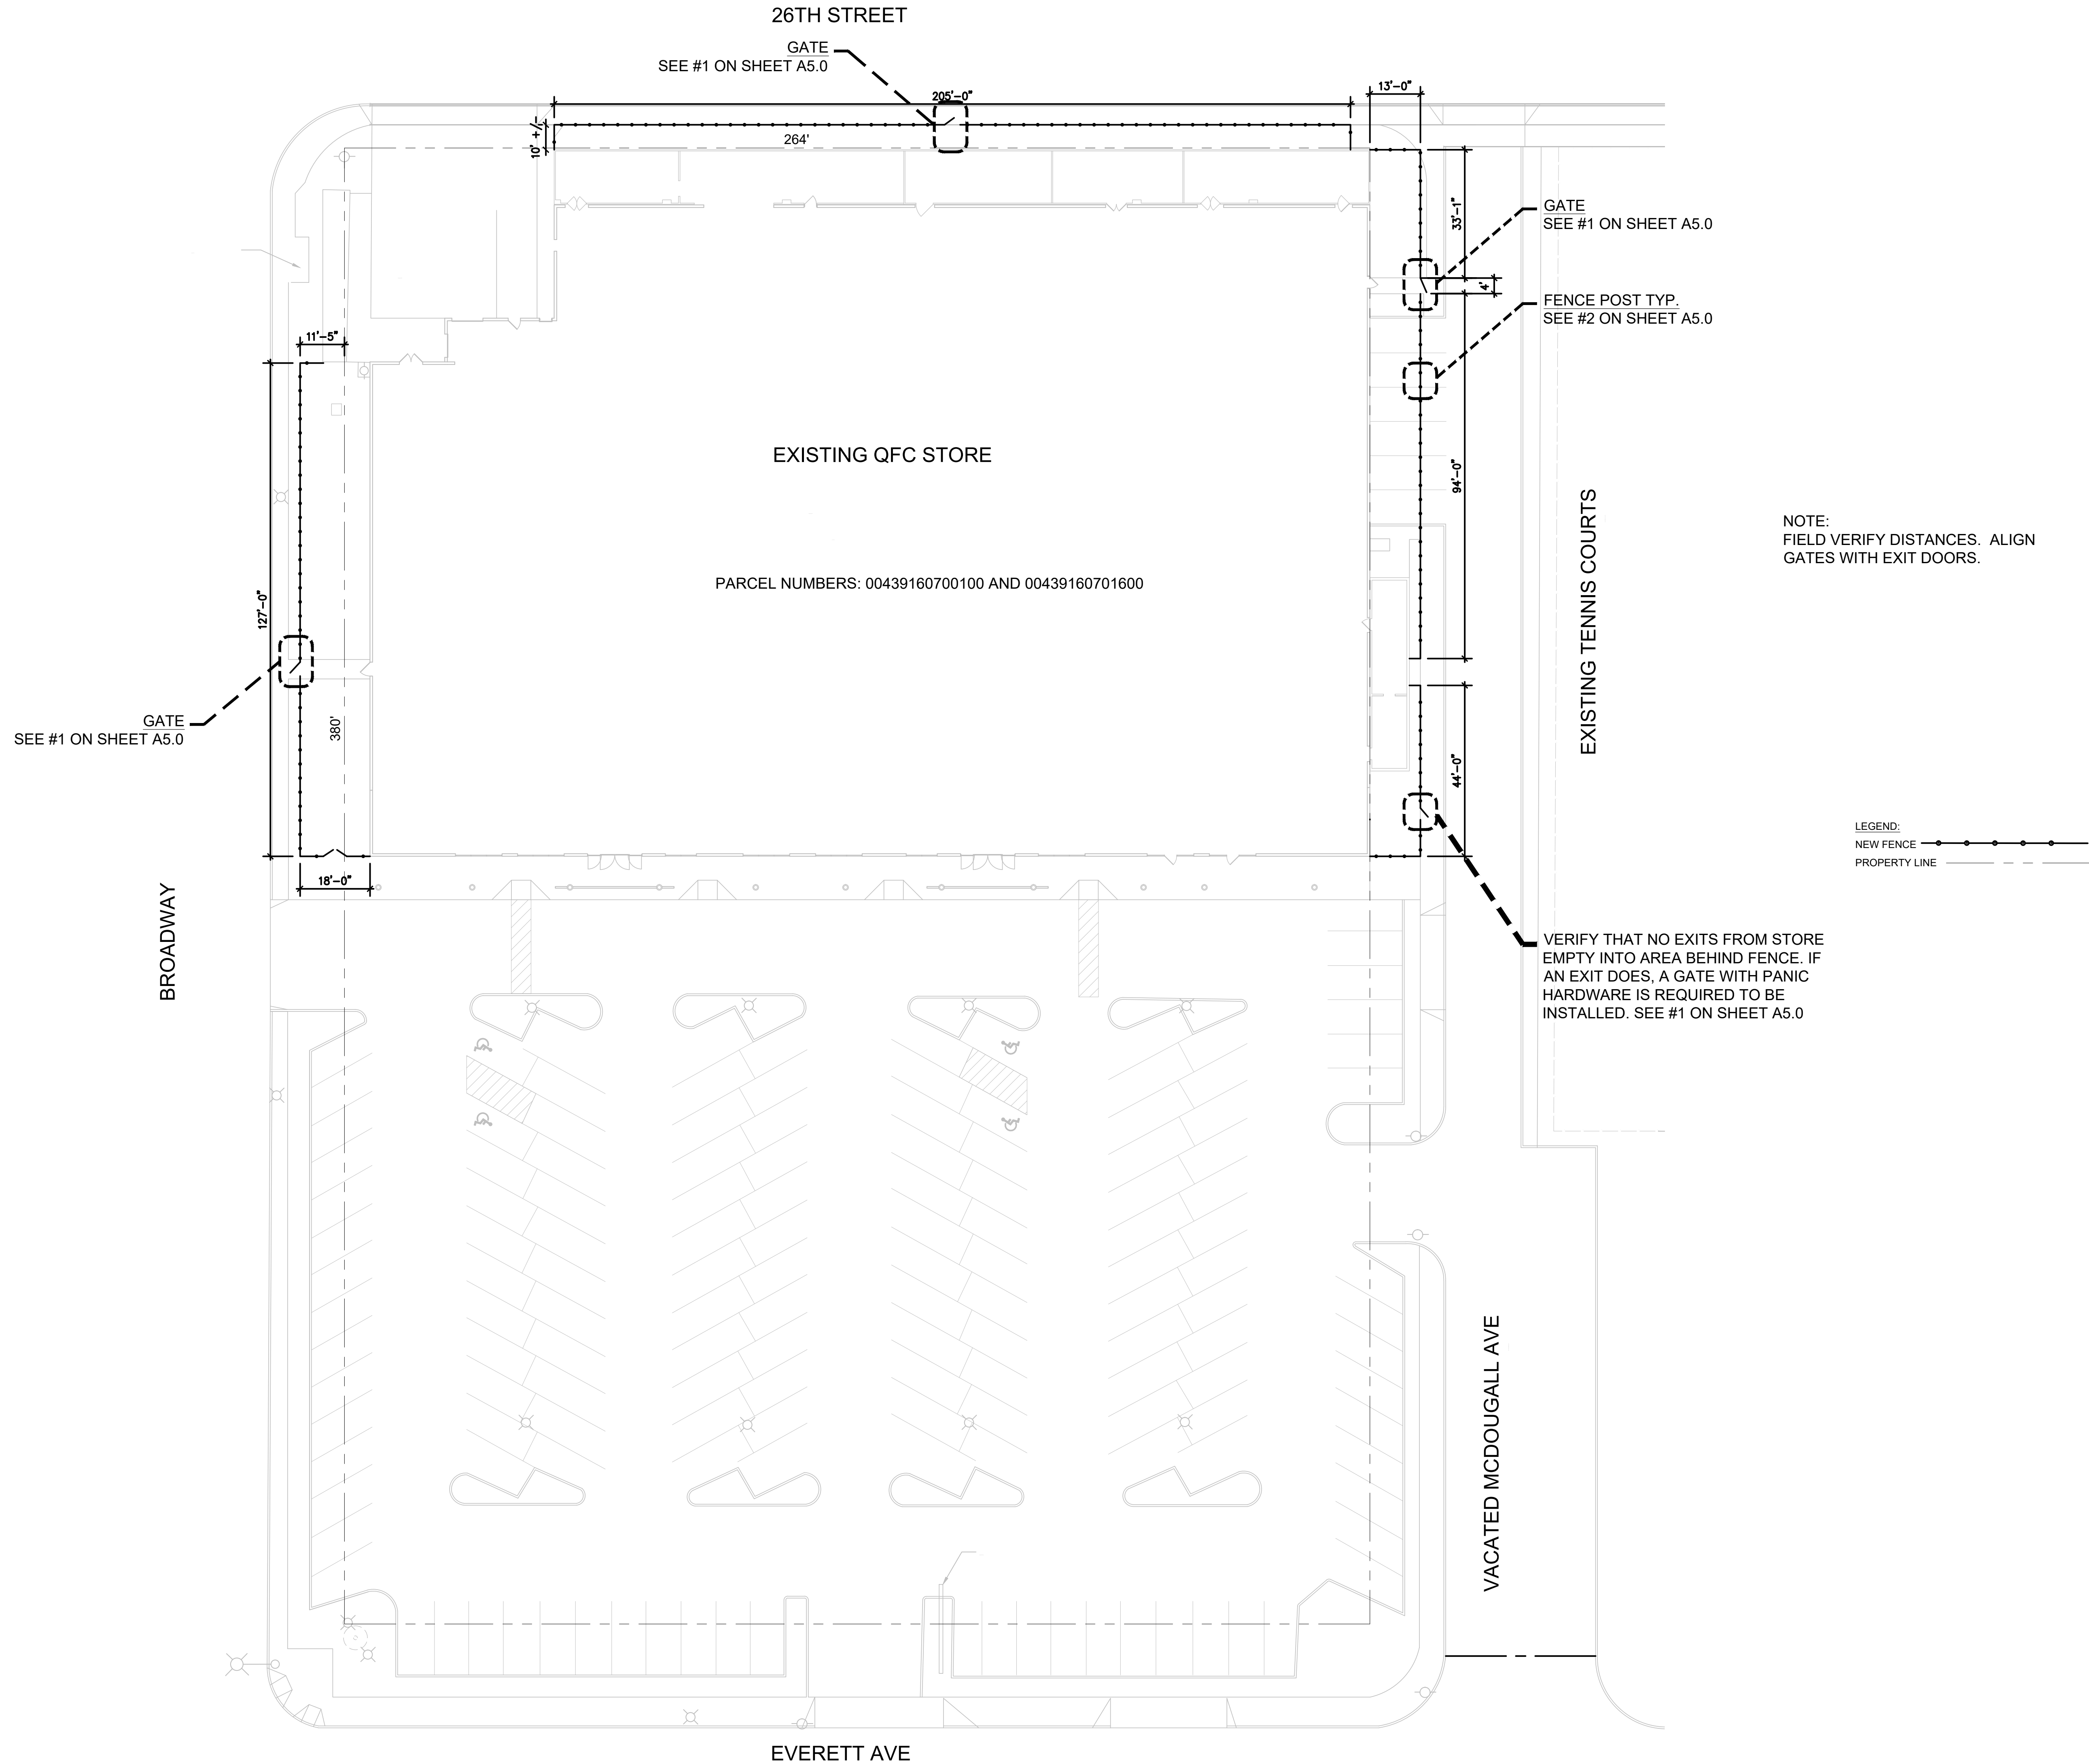 26TH STREET
GATE
SEE #1 ON SHEET A5.0
205'-0"
13'-0"
10' +/-
264'
33'-1"
GATE
SEE #1 ON SHEET A5.0
4'
FENCE POST TYP.
SEE #2 ON SHEET A5.0
11'-5"
EXISTING QFC STORE
94'-0"
EXISTING TENNIS COURTS
NOTE:
FIELD VERIFY DISTANCES. ALIGN
GATES WITH EXIT DOORS.
PARCEL NUMBERS: 00439160700100 AND 00439160701600
127'-0"
GATE
SEE #1 ON SHEET A5.0
380'
44'-0"
LEGEND:
NEW FENCE
PROPERTY LINE
18'-0"
BROADWAY
VERIFY THAT NO EXITS FROM STORE
EMPTY INTO AREA BEHIND FENCE. IF
AN EXIT DOES, A GATE WITH PANIC
HARDWARE IS REQUIRED TO BE
INSTALLED. SEE #1 ON SHEET A5.0
VACATED MCDOUGALL AVE
EVERETT AVE